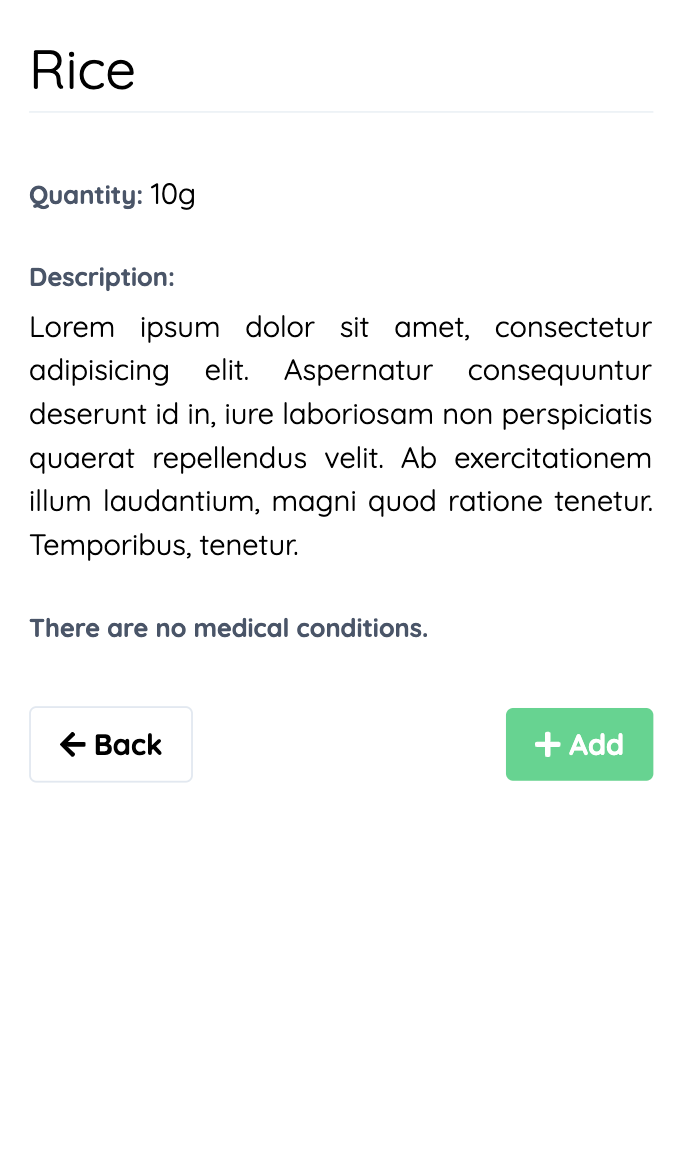 Rice
Quantity: 10g
Description:
Lorem ipsum dolor sit amet, consectetur
adipisicing elit. Aspernatur consequuntur
deserunt id in, iure laboriosam non perspiciatis
quaerat repellendus velit. Ab exercitationem
illum laudantium, magni quod ratione tenetur.
Temporibus, tenetur.
There are no medical conditions.
Back
Add